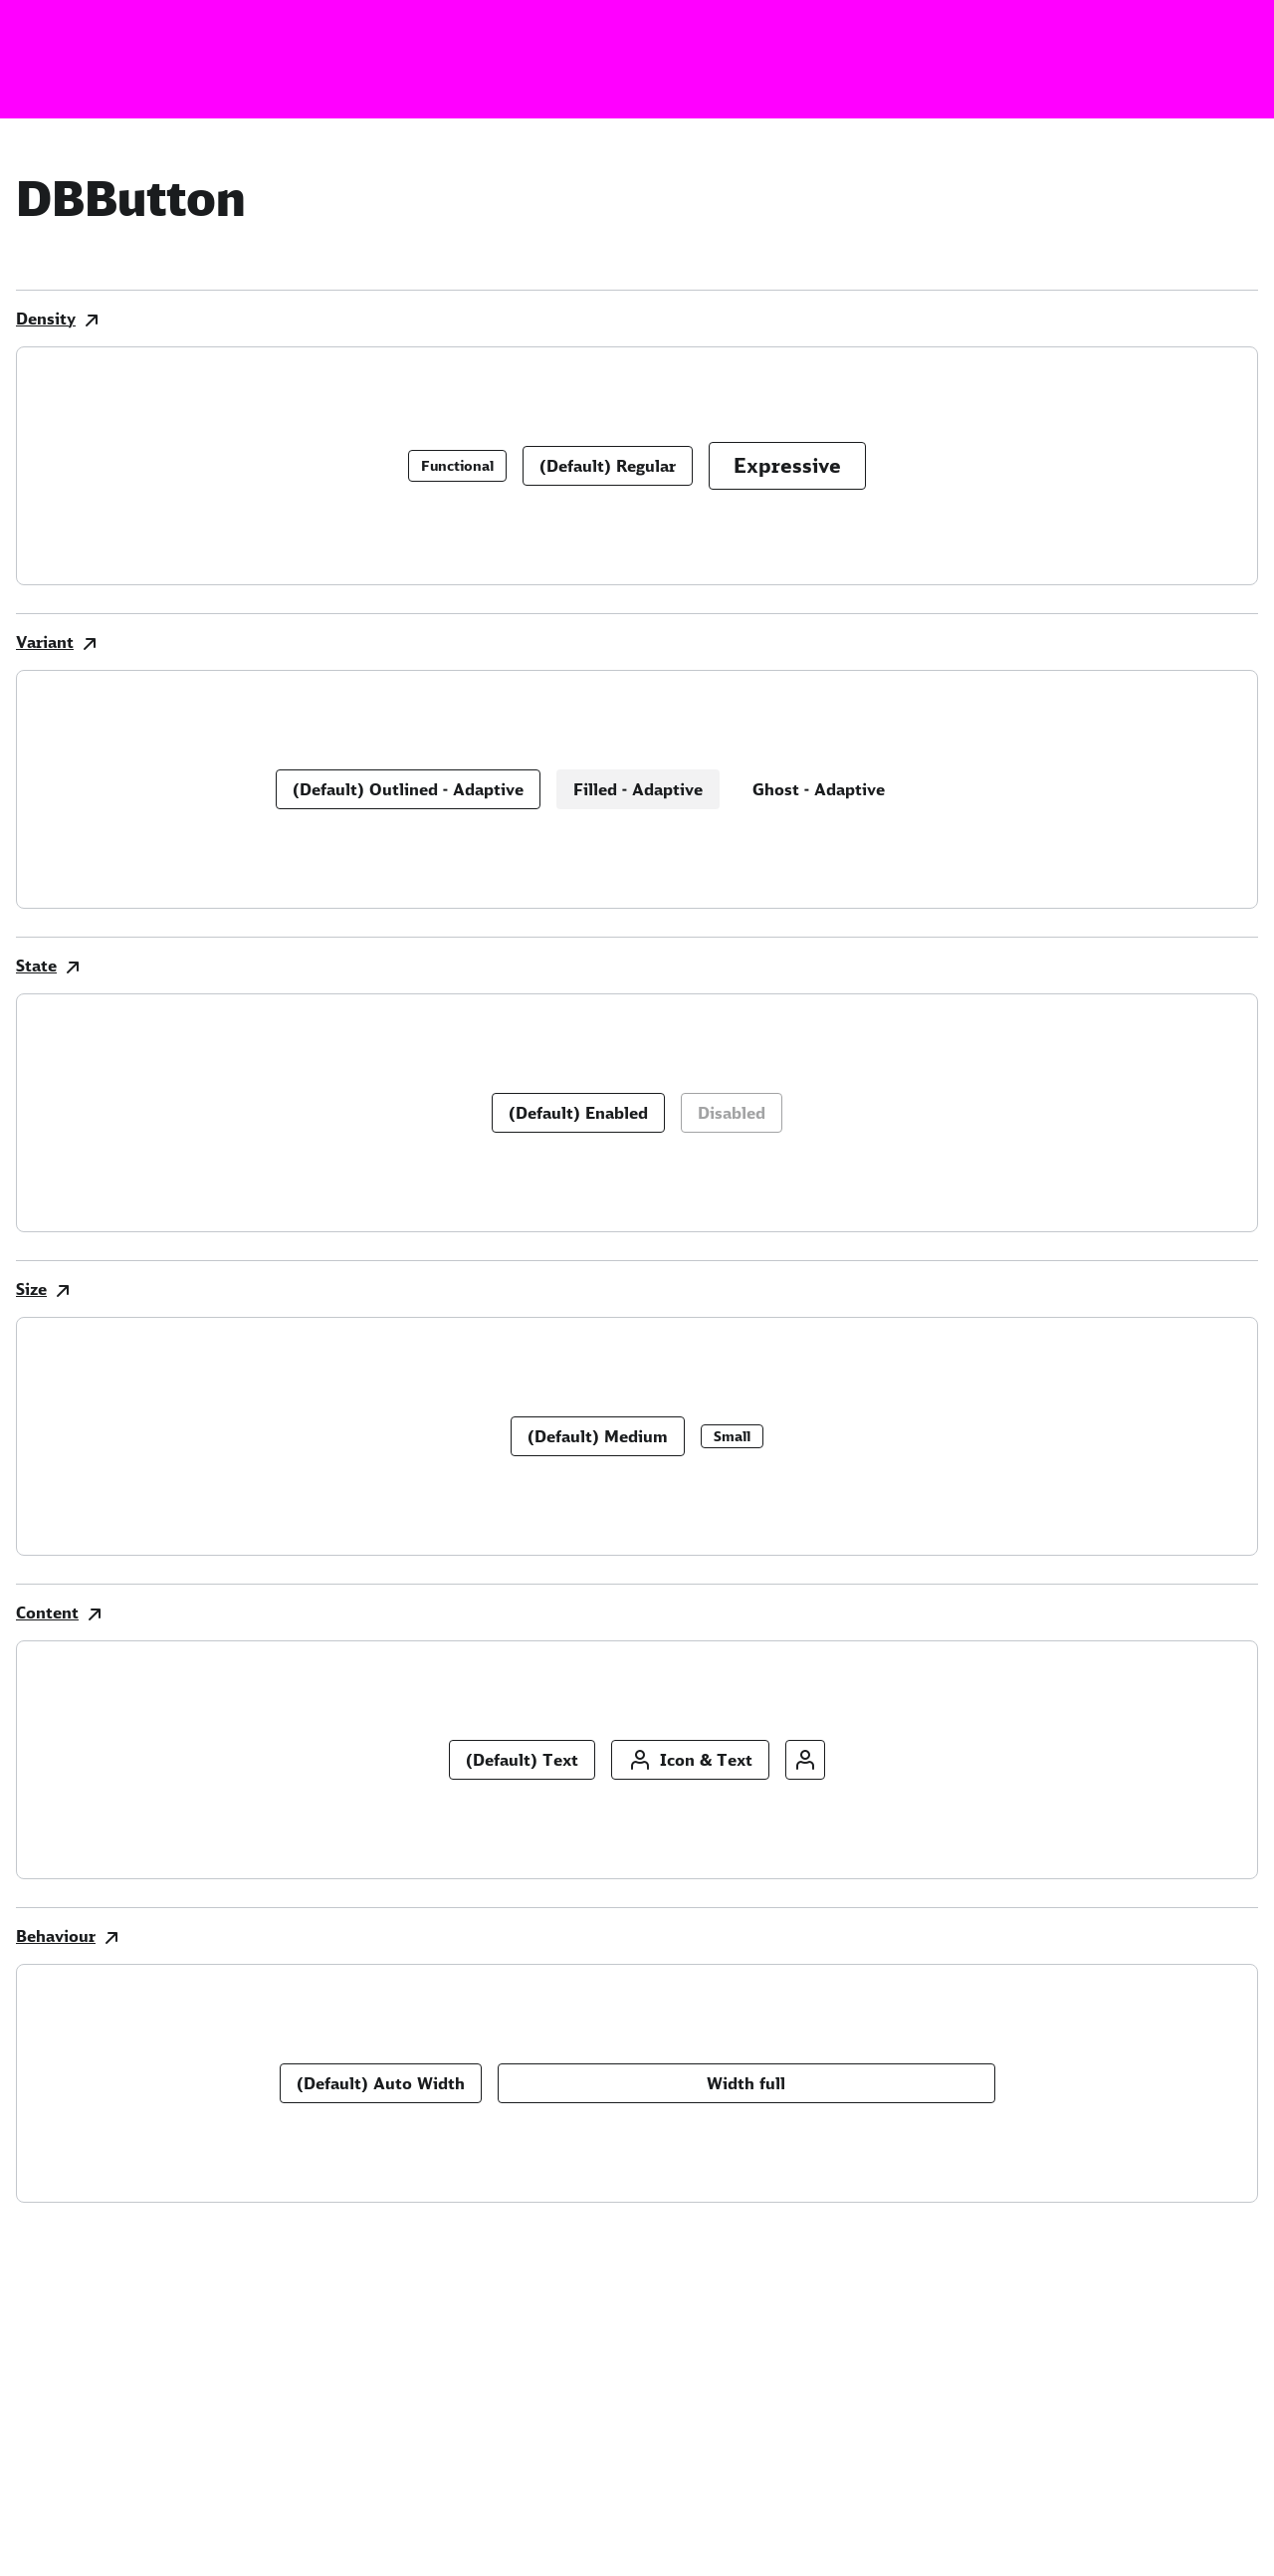 DBButton
Density
Functional (Default) Regular Expressive
Variant
(Default) Outlined - Adaptive Filled - Adaptive Ghost - Adaptive
State
(Default) Enabled Disabled
Size
(Default) Medium Small
Content
(Default) Text Icon & Text
Behaviour
(Default) Auto Width Width full